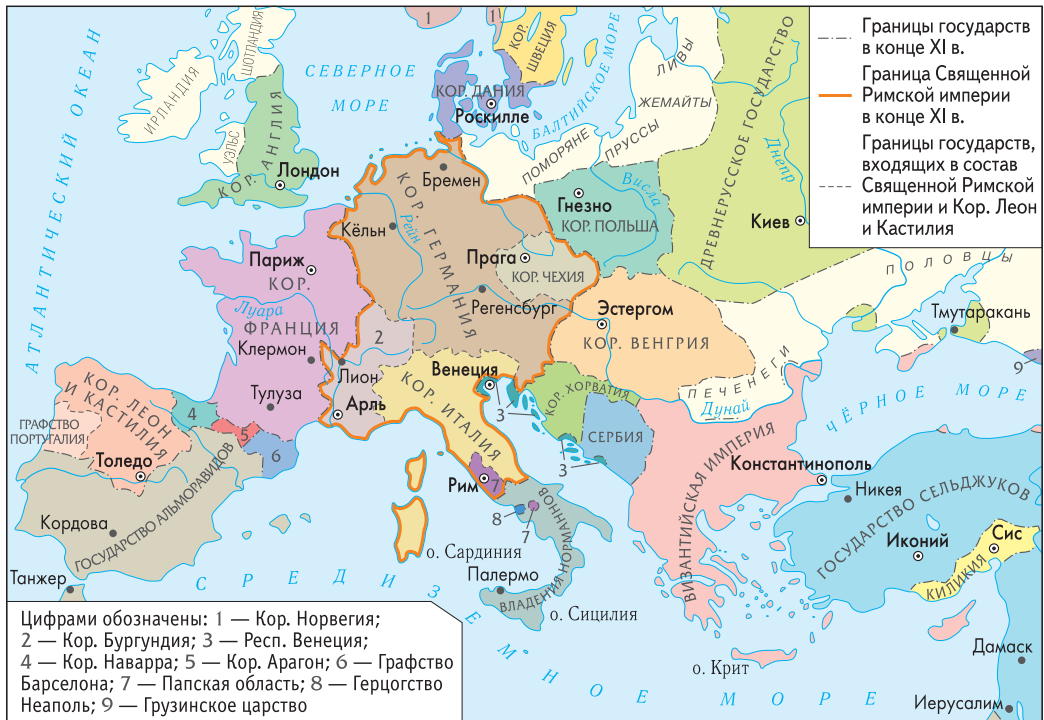 Границы государств
в конце XI в.
Граница Священной
Римской империи
в конце XI в.
Границы государств,
входящих в состав
Священной Римской
империи и Кор. Леон
и Кастилия
АТЛАНТИЧЕСКИЙ ОКЕАН
СЕВЕРНОЕ
МОРЕ
БАЛТИЙСКОЕ МОРЕ
ШОТЛАНДИЯ
ИРЛАНДИЯ
УЭЛЬС
КОР. АНГЛИЯ
Лондон
1
1
КОР.
ШВЕЦИЯ
КОР. ДАНИЯ
Роскилле
ЛИВЫ
ЖЕМАЙТЫ
ПРУССЫ
ПОМОРЯНЕ
ДРЕВНЕРУССКОЕ ГОСУДАРСТВО
Днепр
Киев
ПОЛОВЦЫ
Бремен
Кёльн
Рейн
КОР. ГЕРМАНИЯ
Гнезно
Висла
КОР. ПОЛЬША
Прага
КОР. ЧЕХИЯ
Регенсбург
Париж
КОР.
Луара
ФРАНЦИЯ
Клермон
Тулуза
2
Лион
Арль
Эстергом
КОР. ВЕНГРИЯ
Тмутаракань
9
ПЕЧЕНЕГИ
Дунай
ЧЁРНОЕ МОРЕ
Венеция
3
КОР. ИТАЛИЯ
КОР. ХОРВАТИЯ
СЕРБИЯ
3
КОР. ЛЕОН
И КАСТИЛИЯ
ГРАФСТВО
ПОРТУГАЛИЯ
4
5
6
Толедо
ГОСУДАРСТВО АЛЬМОРАВИДОВ
Кордова
Танжер
Рим
7
8
7
о. Сардиния
Палермо
ВЛАДЕНИЯ НОРМАННОВ
о. Сицилия
ВИЗАНТИЙСКАЯ ИМПЕРИЯ
Константинополь
Никея
ГОСУДАРСТВО СЕЛЬДЖУКОВ
Иконий
Сис
КИЛИКИЯ
Дамаск
Иерусалим
о. Крит
СРЕДИЗЕМНОЕ МОРЕ
Цифрами обозначены: 1 — Кор. Норвегия;
2 — Кор. Бургундия; 3 — Респ. Венеция;
4 — Кор. Наварра; 5 — Кор. Арагон; 6 — Графство
Барселона; 7 — Папская область; 8 — Герцогство
Неаполь; 9 — Грузинское царство